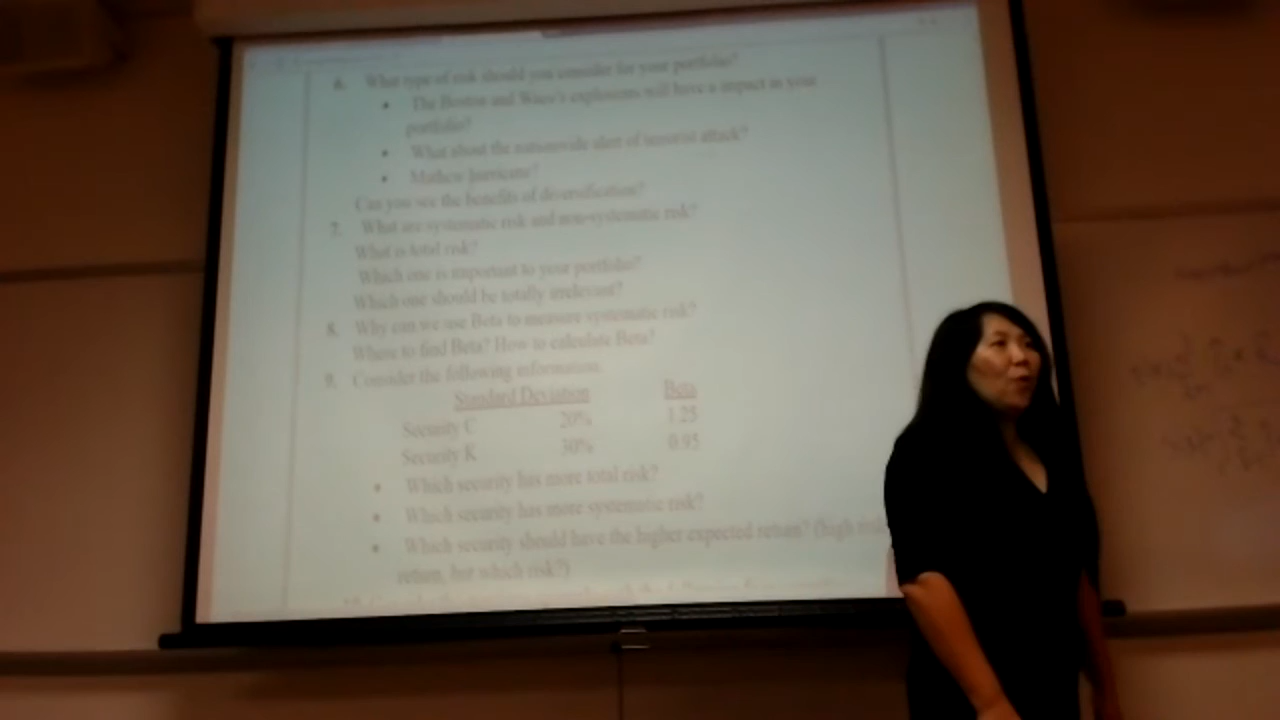 6. What type of risk should you consider for your portfolio?
• The Boston and Waco's explosions will have a impact in your
portfolio?
• What about the nationwide alert of terrorist attack?
• Mathew hurricane?
Can you see the benefits of diversification?
7. What are systematic risk and non-systematic risk?
What is total risk?
Which one is important to your portfolio?
Which one should be totally irrelevant?
8. Why can we use Beta to measure systematic risk?
Where to find Beta? How to calculate Beta?
9. Consider the following information:
Standard Deviation Beta
Security C 20% 1.25
Security K 30% 0.95
• Which security has more total risk?
• Which security has more systematic risk?
• Which security should have the higher expected return? (high
return, but which risk?)